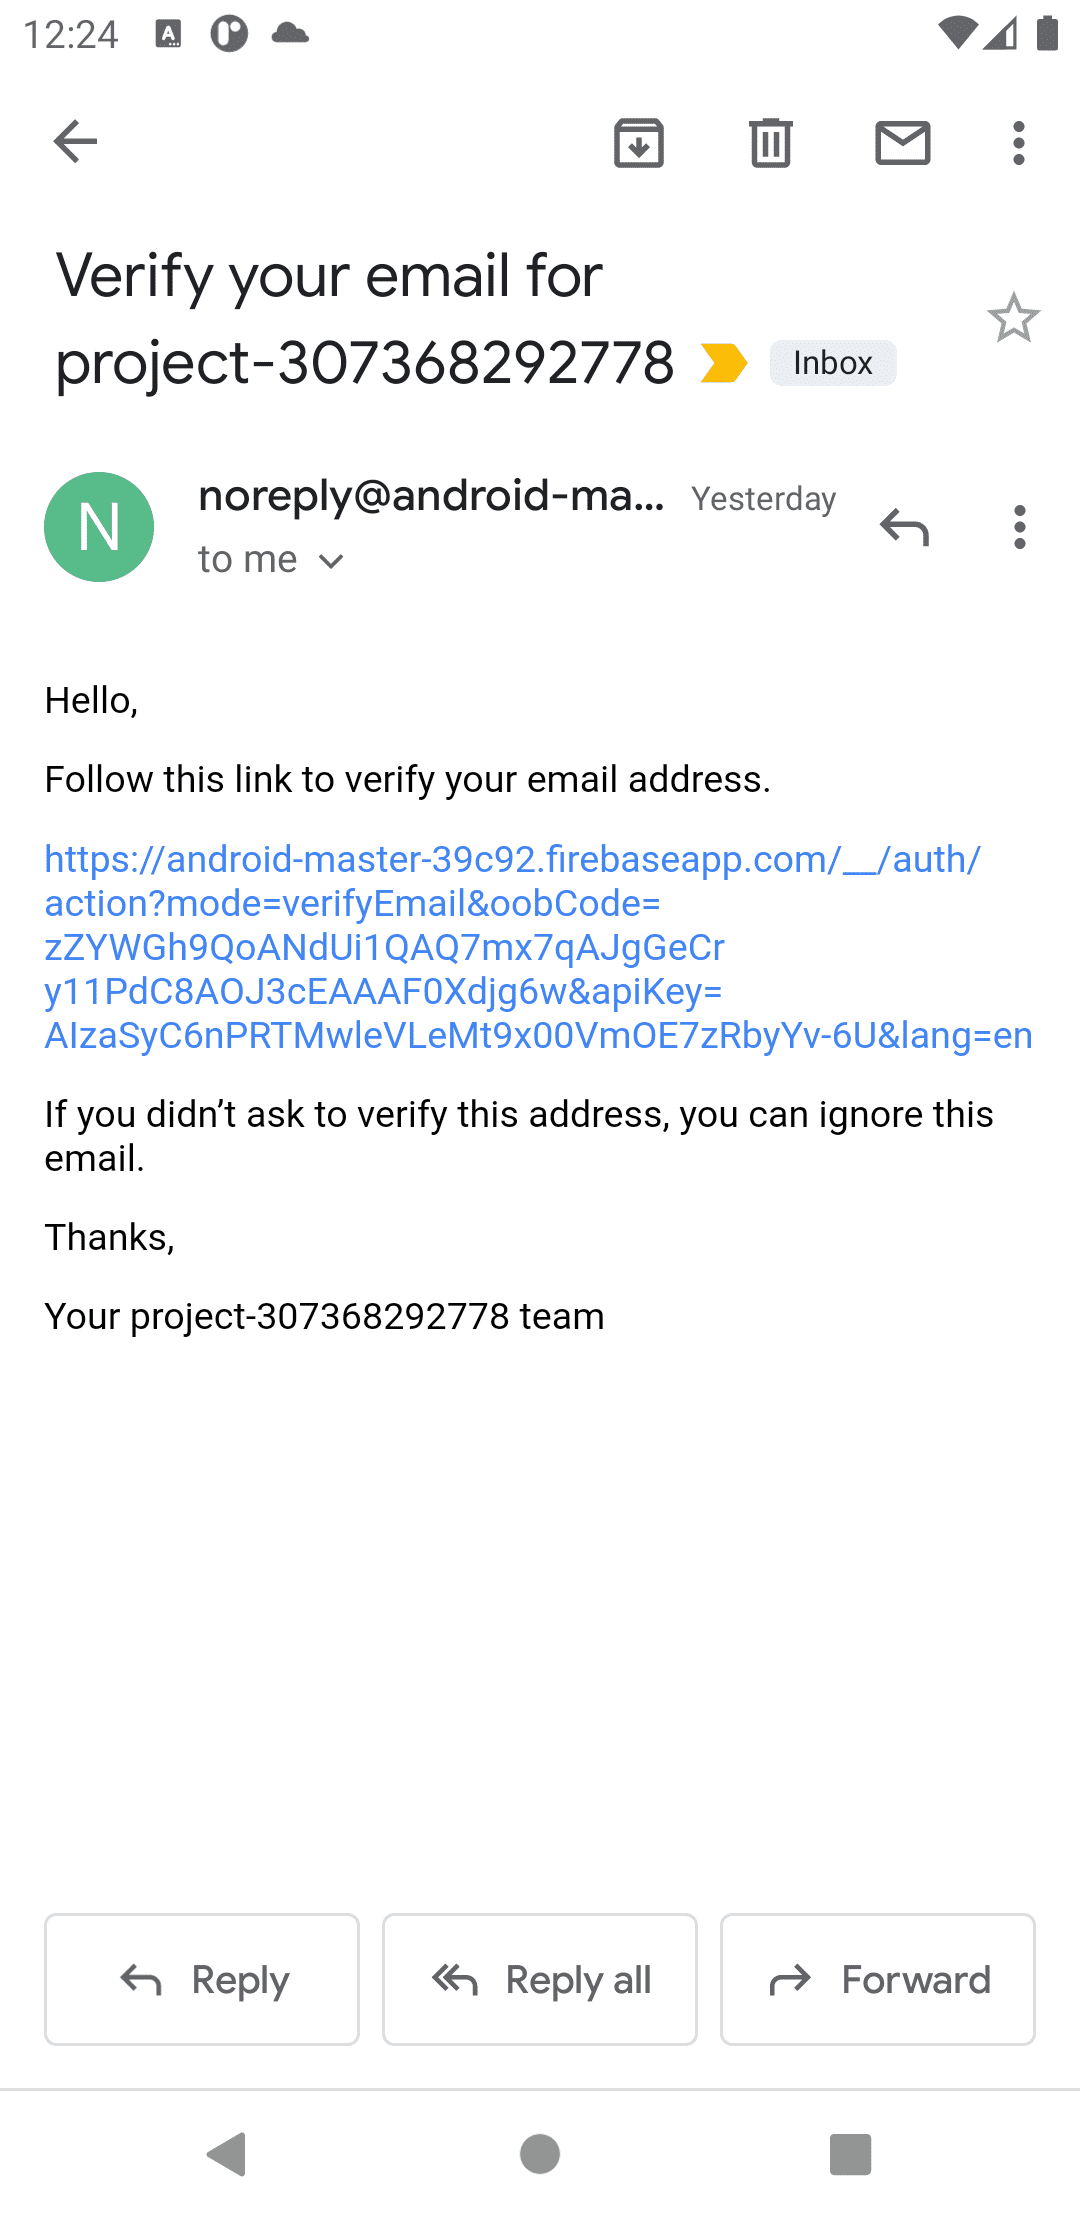 12:24
Verify your email for
project-307368292778 Inbox
N
noreply@android-ma... Yesterday
to me
Hello,
Follow this link to verify your email address.
https://android-master-39c92.firebaseapp.com/__/auth/
action?mode=verifyEmail&oobCode=
zZYWGh9QoANdUi1QAQ7mx7qAJgGeCr
y11PdC8AOJ3cEAAAF0Xdjg6w&apiKey=
AIzaSyC6nPRTMwleVLeMt9x00VmOE7zRbyYv-6U&lang=en
If you didn’t ask to verify this address, you can ignore this
email.
Thanks,
Your project-307368292778 team
Reply Reply all Forward